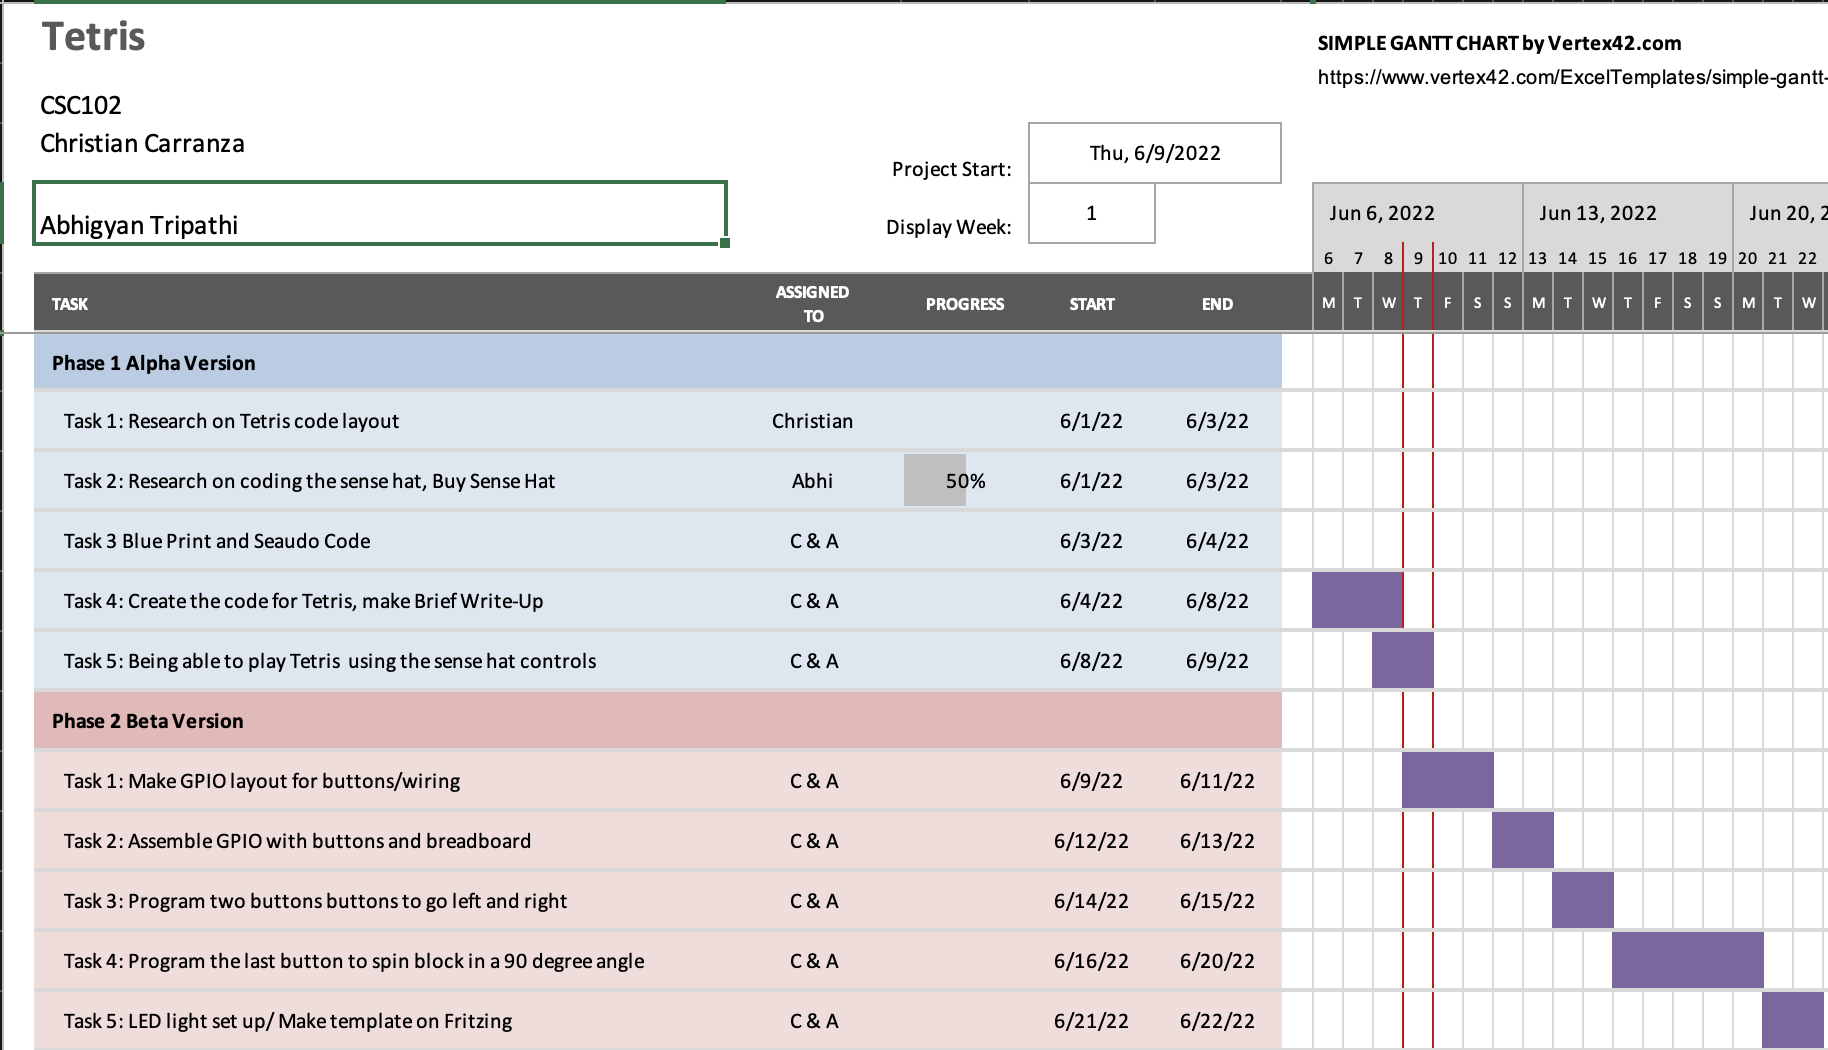 Tetris
SIMPLE GANTT CHART by Vertex42.com
https://www.vertex42.com/ExcelTemplates/simple-gantt-
CSC102
Christian Carranza
Project Start: Thu, 6/9/2022
Abhigyan Tripathi
Display Week: 1
Jun 6, 2022 Jun 13, 2022 Jun 20, 2
6 7 8 9 10 11 12 13 14 15 16 17 18 19 20 21 22
TASK ASSIGNED TO PROGRESS START END M T W T F S S M T W T F S S M T W
Phase 1 Alpha Version
Task 1: Research on Tetris code layout Christian 6/1/22 6/3/22
Task 2: Research on coding the sense hat, Buy Sense Hat Abhi 50% 6/1/22 6/3/22
Task 3 Blue Print and Seaudo Code C & A 6/3/22 6/4/22
Task 4: Create the code for Tetris, make Brief Write-Up C & A 6/4/22 6/8/22
Task 5: Being able to play Tetris using the sense hat controls C & A 6/8/22 6/9/22
Phase 2 Beta Version
Task 1: Make GPIO layout for buttons/wiring C & A 6/9/22 6/11/22
Task 2: Assemble GPIO with buttons and breadboard C & A 6/12/22 6/13/22
Task 3: Program two buttons buttons to go left and right C & A 6/14/22 6/15/22
Task 4: Program the last button to spin block in a 90 degree angle C & A 6/16/22 6/20/22
Task 5: LED light set up/ Make template on Fritzing C & A 6/21/22 6/22/22